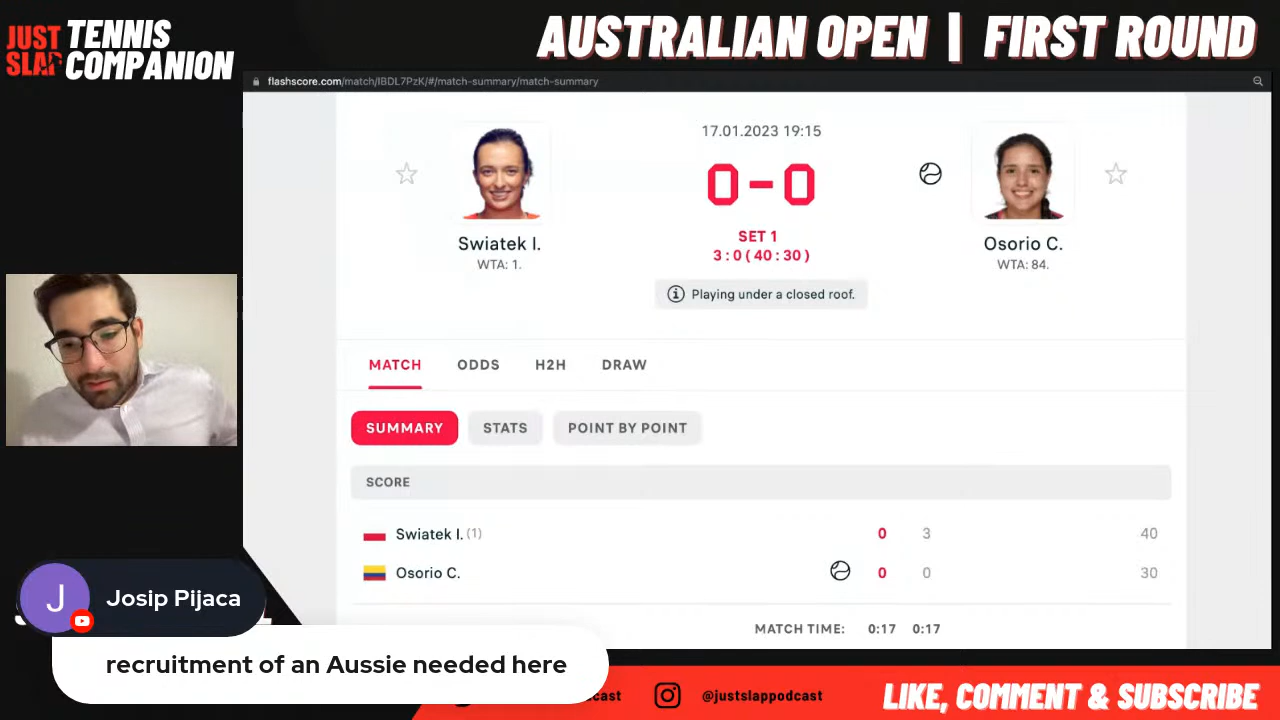 JUST TENNIS
SLAP COMPANION
AUSTRALIAN OPEN | FIRST ROUND
flashscore.com/match/IBDL7PzK/#/match-summary/match-summary
17.01.2023 19:15
0-0
Swiatek I.
WTA: 1.
SET 1
3 : 0 ( 40 : 30 )
Osorio C.
WTA: 84.
Playing under a closed roof.
MATCH ODDS H2H DRAW
SUMMARY STATS POINT BY POINT
SCORE
Swiatek I. (1) 0 3 40
Osorio C. 0 0 30
MATCH TIME: 0:17 0:17
J Josip Pijaca
recruitment of an Aussie needed here
@justslappodcast
LIKE, COMMENT & SUBSCRIBE